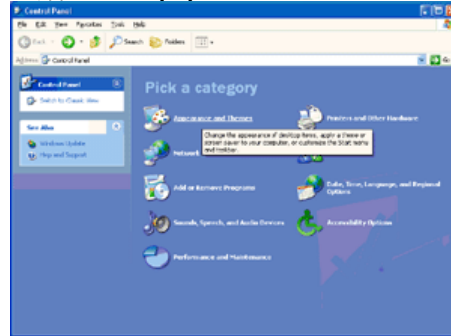 Control Panel
File Edit View Favorites Tools Help
Back Search Folders
Address Control Panel Go
Control Panel
Switch to Classic View
See Also
Windows Update
Help and Support
Pick a category
Appearance and Themes
Printers and Other Hardware
Change the appearance of desktop items, apply a theme or
screen saver to your computer, or customize the Start menu
and taskbar.
Network
Add or Remove Programs
Date, Time, Language, and Regional
Options
Sounds, Speech, and Audio Devices
Accessibility Options
Performance and Maintenance